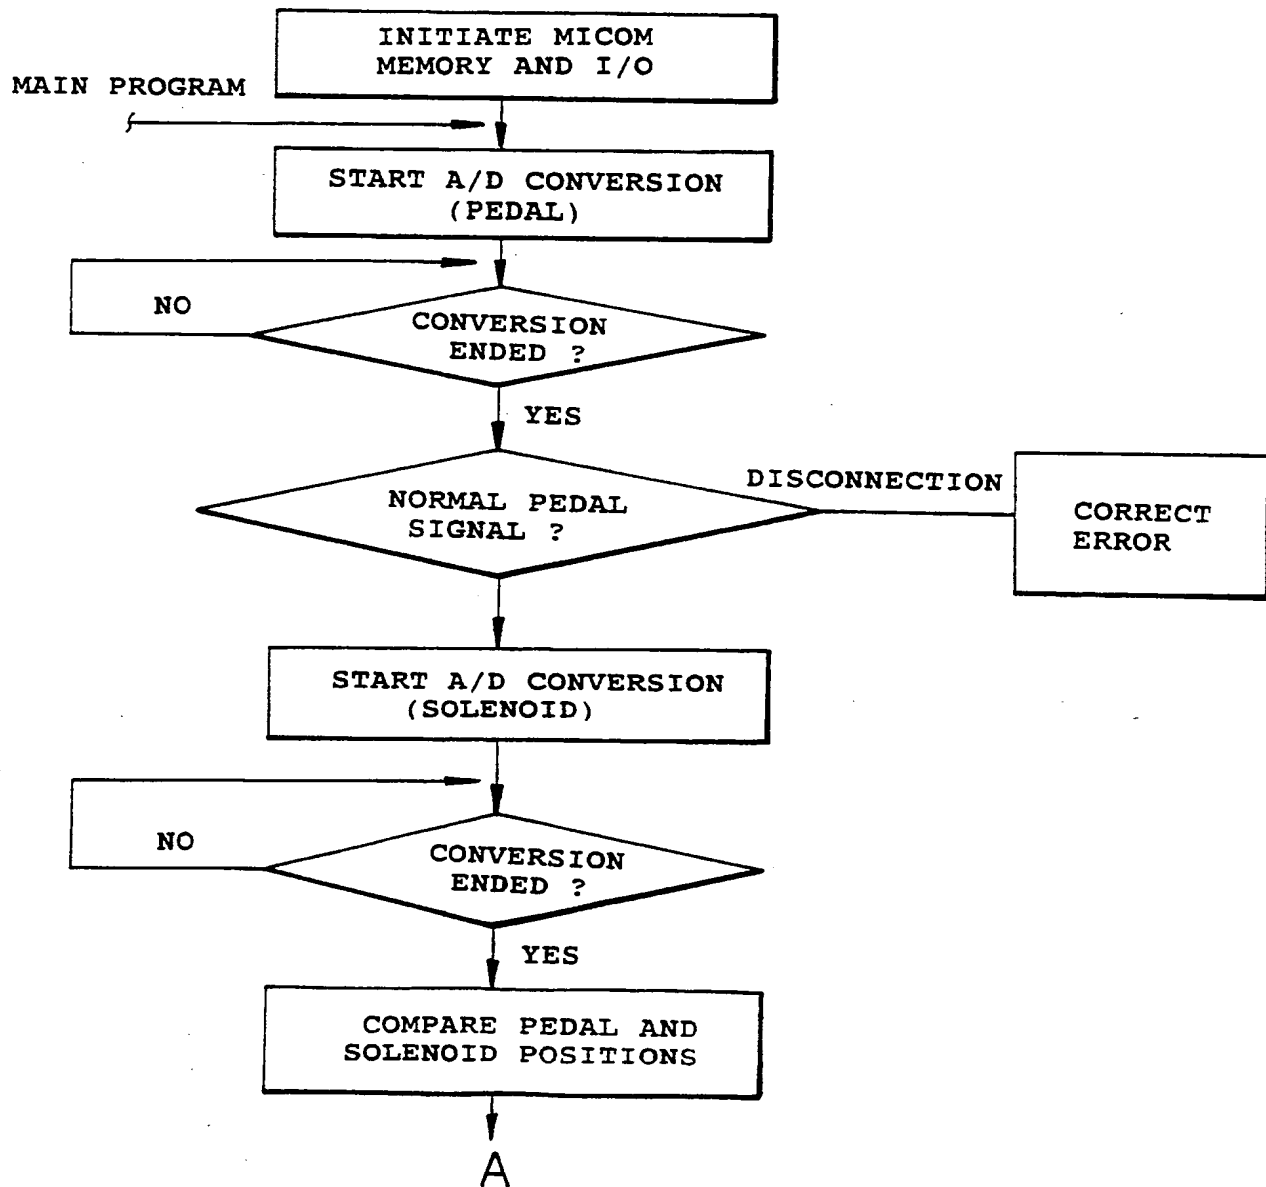 INITIATE MICOM
MEMORY AND I/O
MAIN PROGRAM
START A/D CONVERSION
(PEDAL)
NO
CONVERSION
ENDED ?
YES
NORMAL PEDAL
SIGNAL ?
DISCONNECTION
CORRECT
ERROR
START A/D CONVERSION
(SOLENOID)
NO
CONVERSION
ENDED ?
YES
COMPARE PEDAL AND
SOLENOID POSITIONS
A